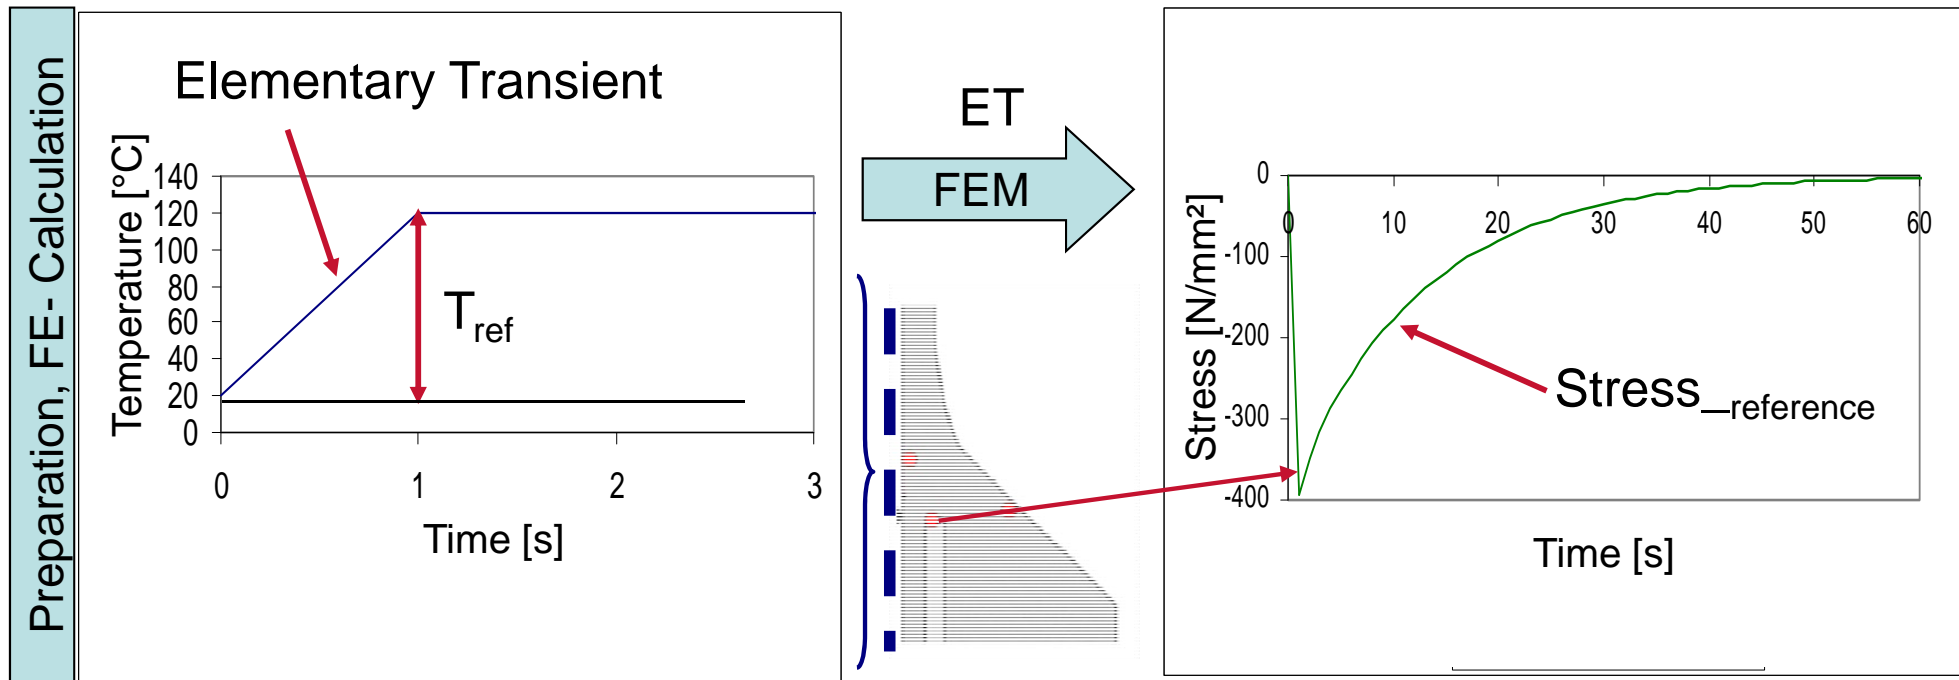 Preparation, FE- Calculation
Elementary Transient
Temperature [°C]
140
120
100
80
60
40
20
0
T_ref
0 1 2 3
Time [s]
ET
FEM
Stress [N/mm²]
0
-100
-200
-300
-400
0 10 20 30 40 50 60
Stress_reference
Time [s]